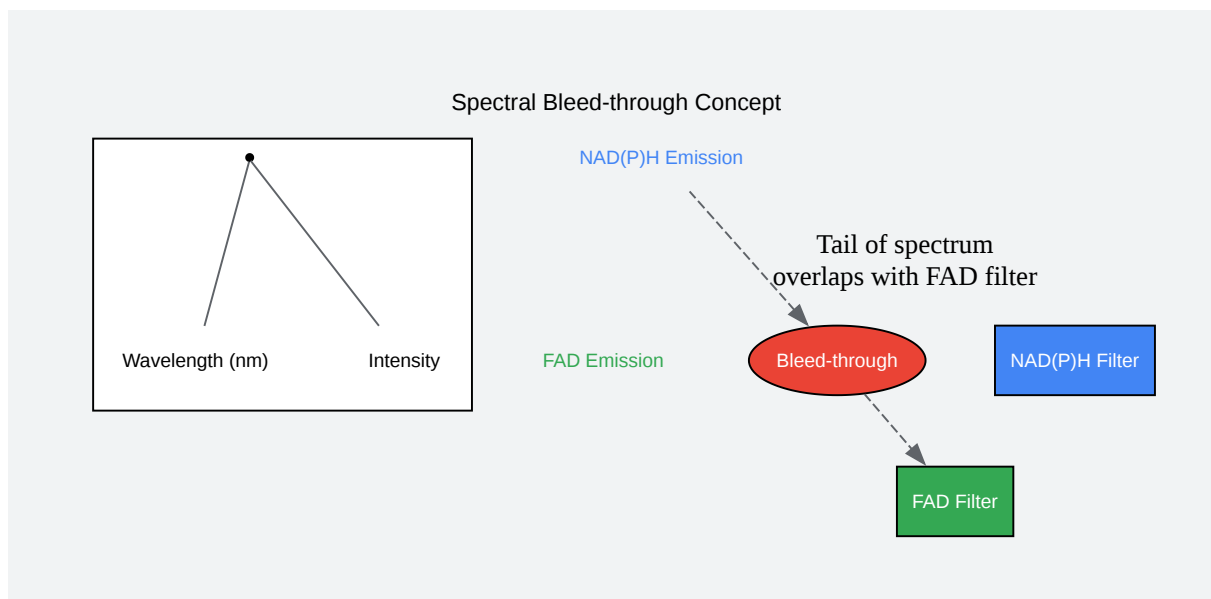 Spectral Bleed-through Concept
NAD(P)H Emission
Tail of spectrum
overlaps with FAD filter
Wavelength (nm)
Intensity
FAD Emission
Bleed-through
NAD(P)H Filter
FAD Filter